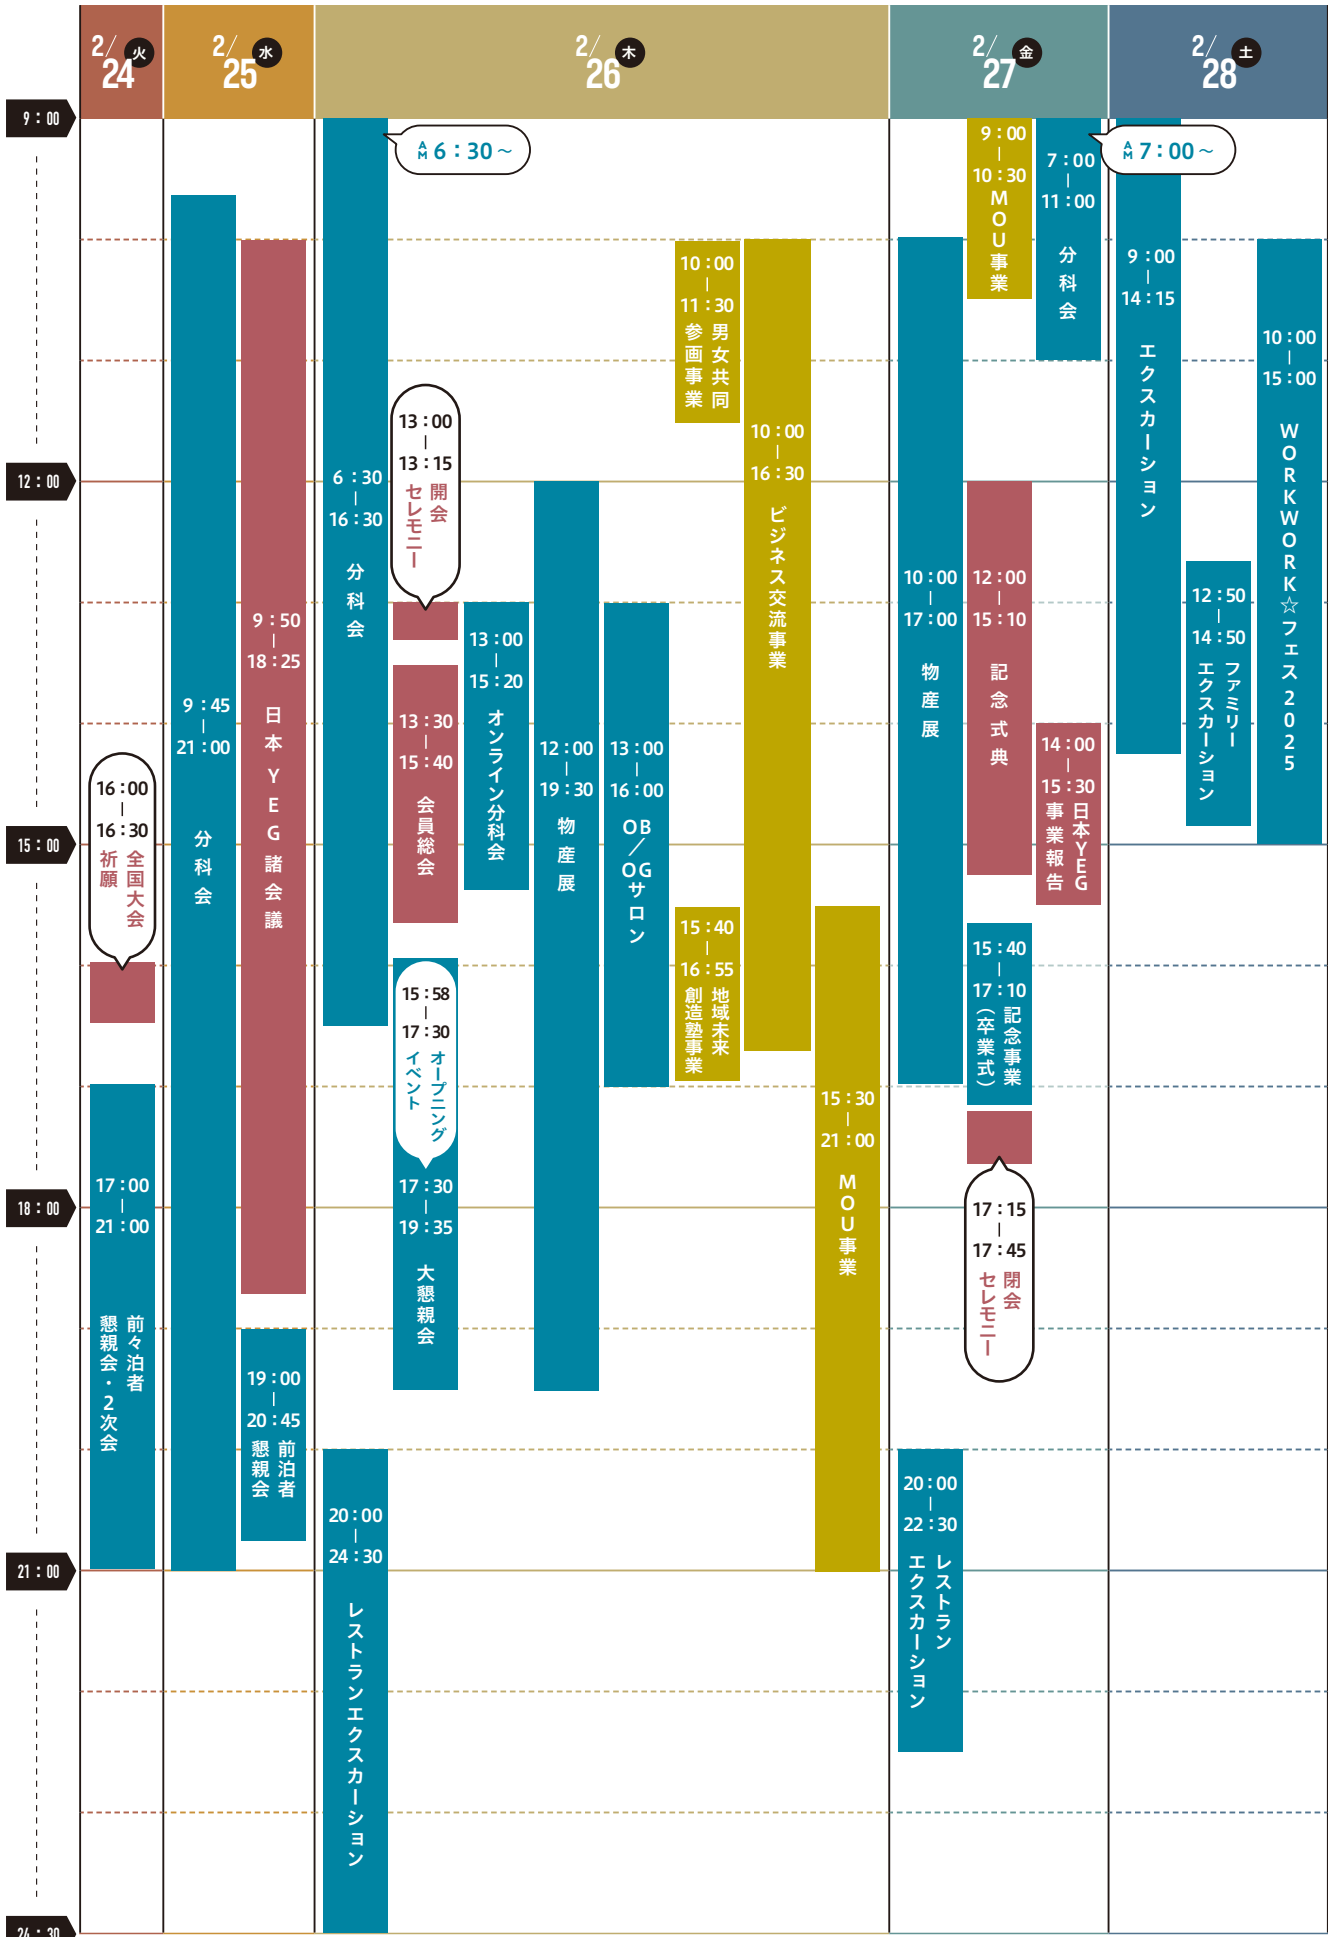 2/24 火
2/25 水
2/26 木
2/27 金
2/28 土
9:00
12:00
15:00
18:00
21:00
24:30
16:00
|
16:30
全国大会
祈願
17:00
|
21:00
前々泊者
懇親会・2次会
9:45
|
21:00
分科会
9:50
|
18:25
日本YEG諸会議
19:00
|
20:45
前泊者
懇親会
AM 6:30～
6:30
|
16:30
分科会
20:00
|
24:30
レストランエクスカーション
13:00
|
13:15
開会
セレモニー
13:30
|
15:40
会員総会
15:58
|
17:30
オープニング
イベント
17:30
|
19:35
大懇親会
13:00
|
15:20
オンライン分科会
12:00
|
19:30
物産展
13:00
|
16:00
OB／OGサロン
10:00
|
11:30
男女共同
参画事業
15:40
|
16:55
地域未来
創造塾事業
10:00
|
16:30
ビジネス交流事業
15:30
|
21:00
MOU事業
10:00
|
17:00
物産展
20:00
|
22:30
レストラン
エクスカーション
9:00
|
10:30
MOU事業
12:00
|
15:10
記念式典
15:40
|
17:10
記念事業
（卒業式）
17:15
|
17:45
閉会
セレモニー
AM 7:00～
7:00
|
11:00
分科会
14:00
|
15:30
日本YEG
事業報告
9:00
|
14:15
エクスカーション
12:50
|
14:50
ファミリー
エクスカーション
10:00
|
15:00
WORKWORK☆フェス2025